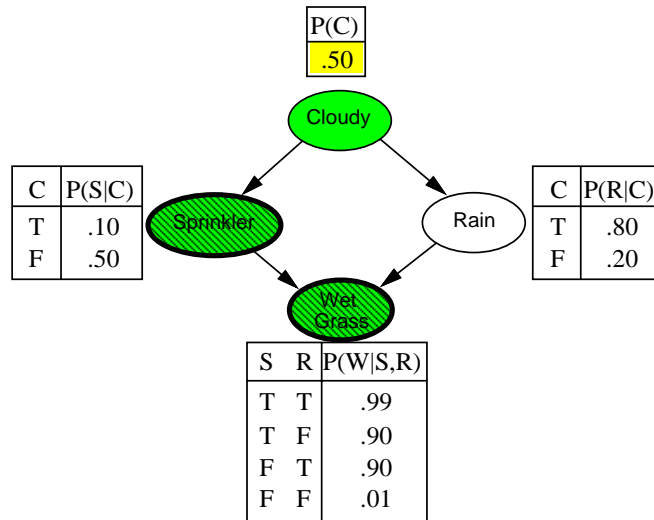 P(C)
.50
Cloudy
C P(S|C)
T .10
F .50
Sprinkler
Rain
C P(R|C)
T .80
F .20
Wet
Grass
S R P(W|S,R)
T T .99
T F .90
F T .90
F F .01